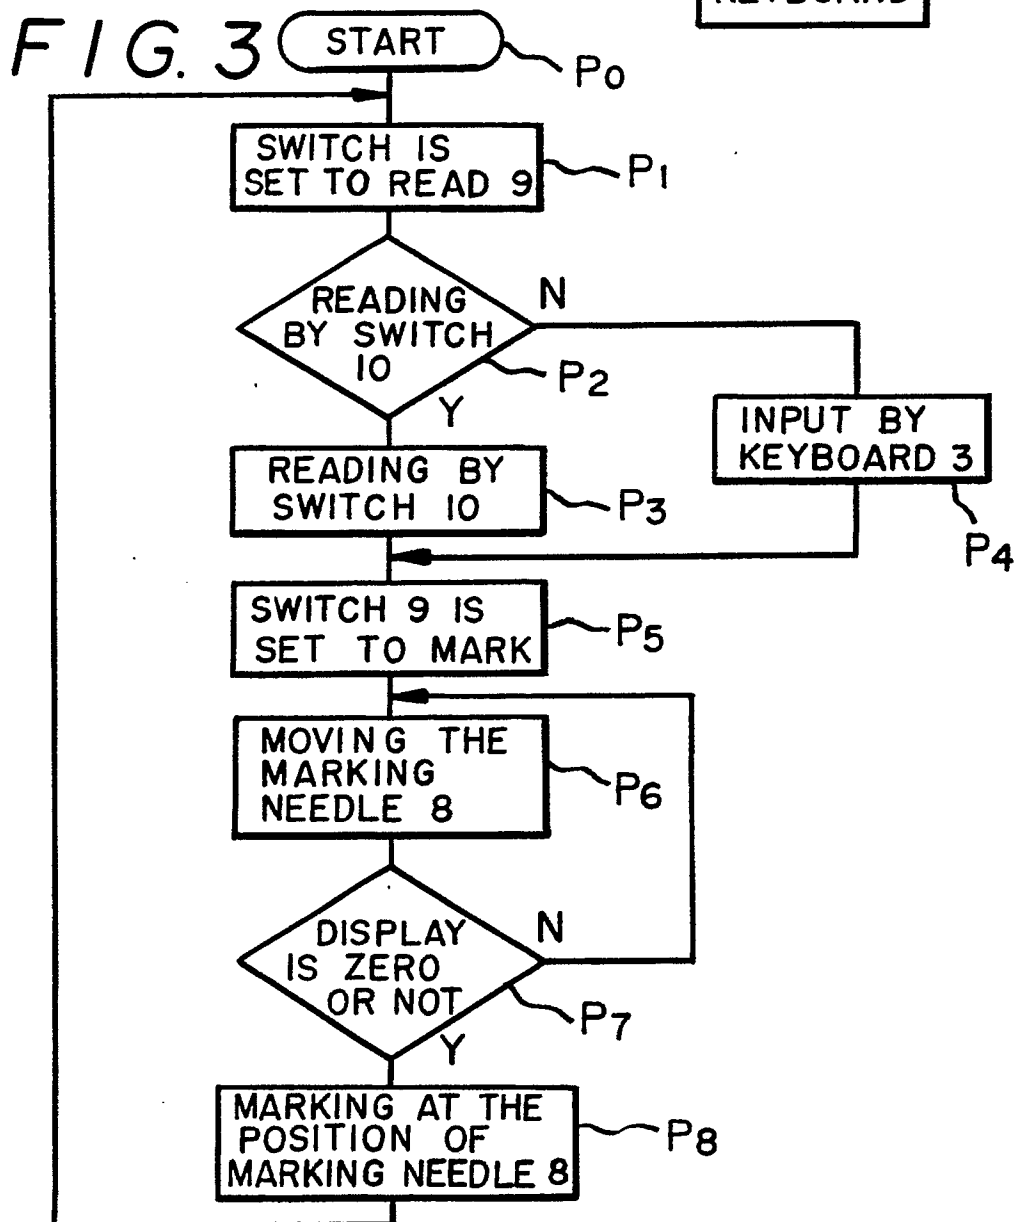 KEYBOARD
FIG. 3
START
P0
SWITCH IS
SET TO READ 9
P1
READING
BY SWITCH
10
N
P2
Y
INPUT BY
KEYBOARD 3
P4
READING BY
SWITCH 10
P3
SWITCH 9 IS
SET TO MARK
P5
MOVING THE
MARKING
NEEDLE 8
P6
DISPLAY
IS ZERO
OR NOT
N
P7
Y
MARKING AT THE
POSITION OF
MARKING NEEDLE 8
P8